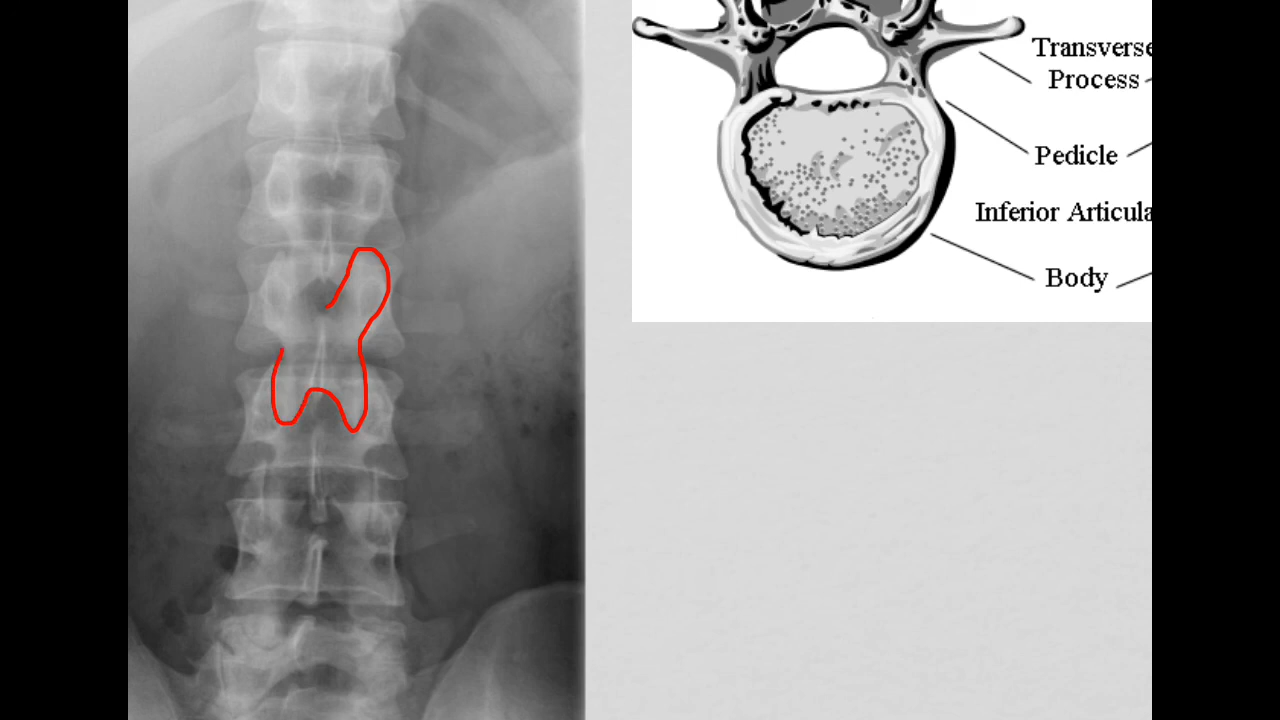 Transverse
Process
Pedicle
Inferior Articula
Body